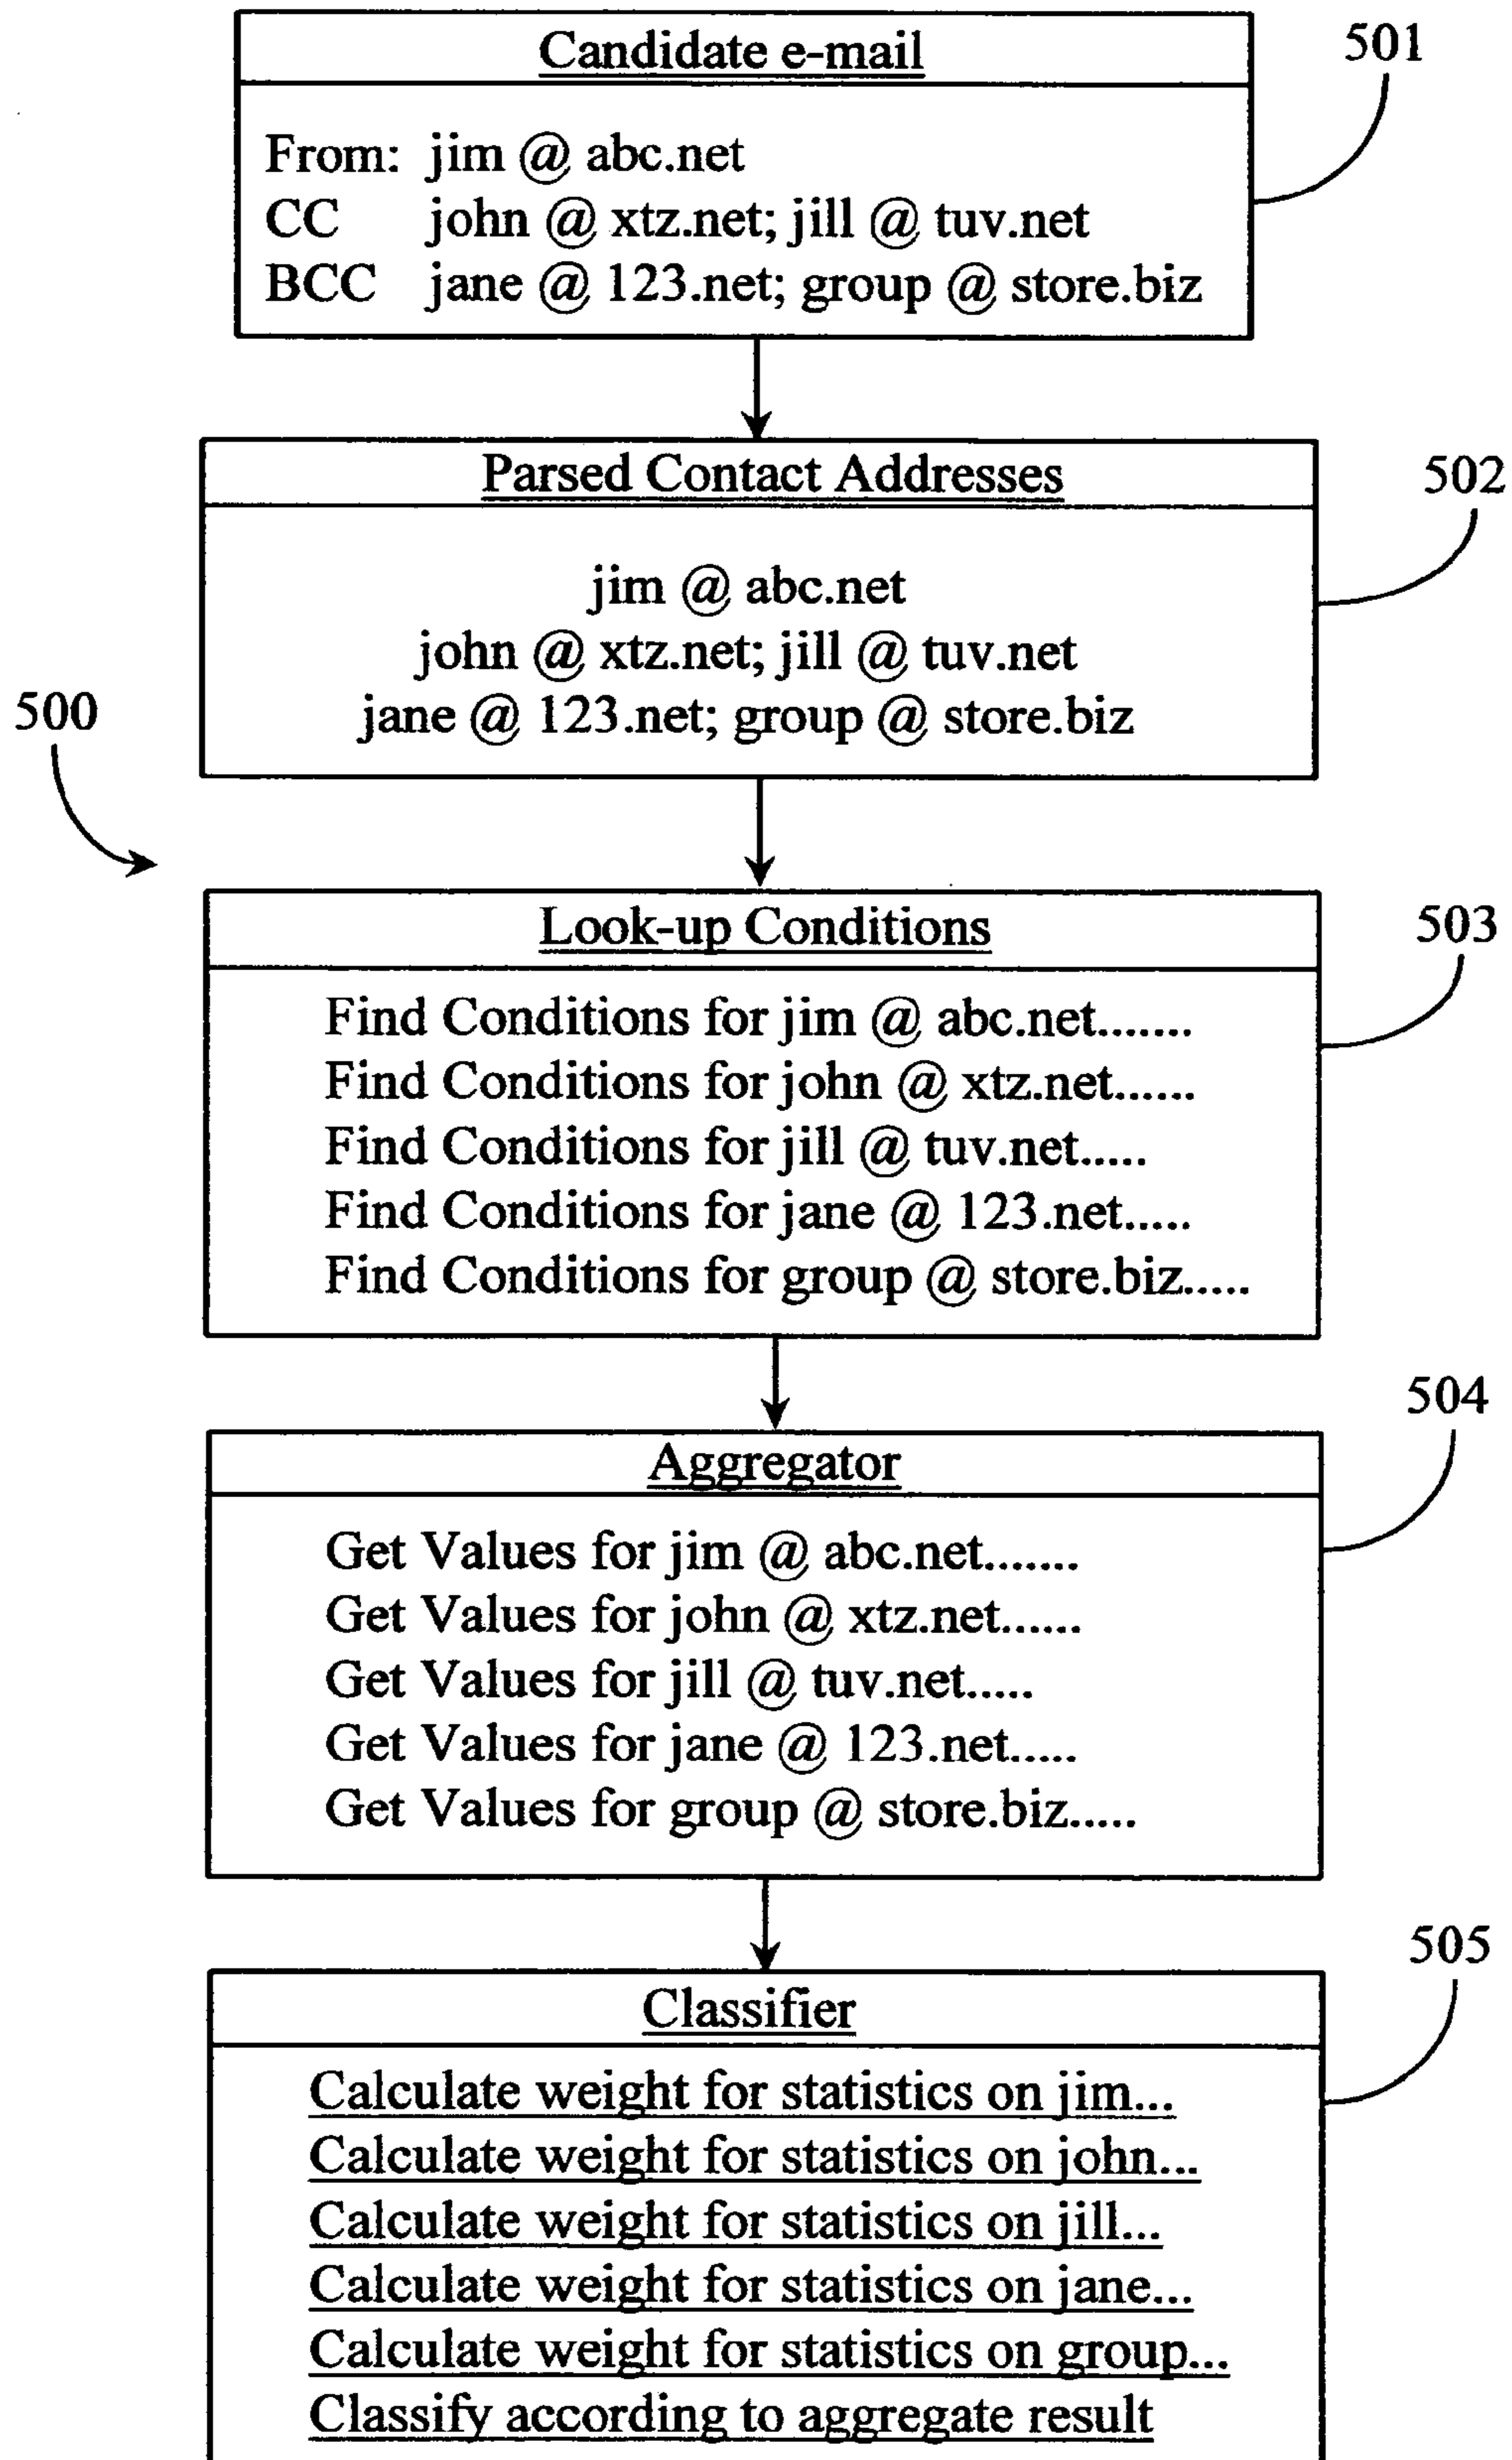 Candidate e-mail
501
From: jim @ abc.net
CC john @ xtz.net; jill @ tuv.net
BCC jane @ 123.net; group @ store.biz
Parsed Contact Addresses
502
jim @ abc.net
john @ xtz.net; jill @ tuv.net
jane @ 123.net; group @ store.biz
500
Look-up Conditions
503
Find Conditions for jim @ abc.net.......
Find Conditions for john @ xtz.net......
Find Conditions for jill @ tuv.net.....
Find Conditions for jane @ 123.net.....
Find Conditions for group @ store.biz.....
504
Aggregator
Get Values for jim @ abc.net.......
Get Values for john @ xtz.net......
Get Values for jill @ tuv.net.....
Get Values for jane @ 123.net.....
Get Values for group @ store.biz.....
505
Classifier
Calculate weight for statistics on jim...
Calculate weight for statistics on john...
Calculate weight for statistics on jill...
Calculate weight for statistics on jane...
Calculate weight for statistics on group...
Classify according to aggregate result